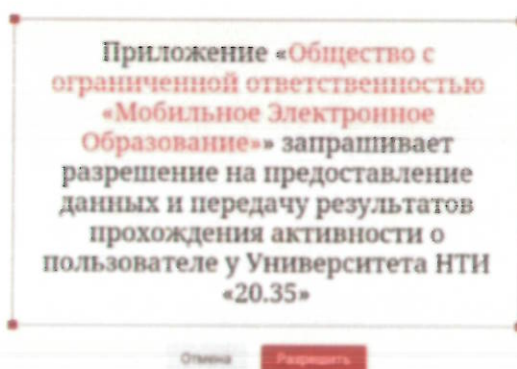 Приложение «Общество с
ограниченной ответственностью
«Мобильное Электронное
Образование»» запрашивает
разрешение на предоставление
данных и передачу результатов
прохождения активности о
пользователе у Университета НТИ
«20.35»
Отмена Разрешить